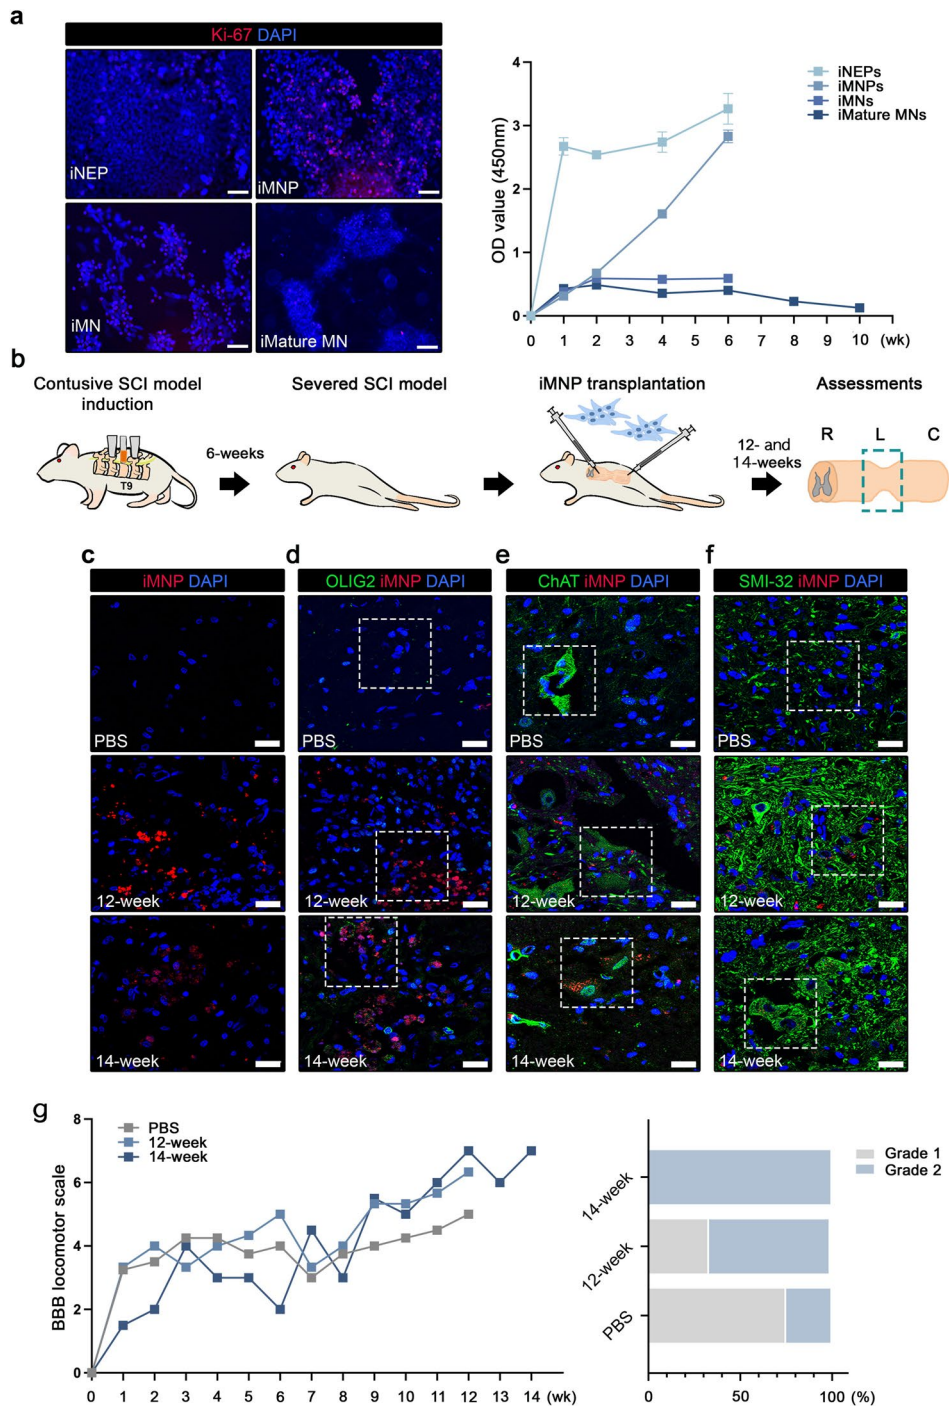 a
Ki-67 DAPI
iNEP
iMNP
iMN
iMature MN
OD value (450nm)
4
3
2
1
0
0 1 2 3 4 5 6 7 8 9 10 (wk)
iNEPs
iMNPs
iMNs
iMature MNs
b
Contusive SCI model
induction
T9
6-weeks
Severed SCI model
iMNP transplantation
12- and
14-weeks
Assessments
R L C
c
iMNP DAPI
PBS
12-week
14-week
d
OLIG2 iMNP DAPI
PBS
12-week
14-week
e
ChAT iMNP DAPI
PBS
12-week
14-week
f
SMI-32 iMNP DAPI
PBS
12-week
14-week
g
BBB locomotor scale
8
6
4
2
0
0 1 2 3 4 5 6 7 8 9 10 11 12 13 14 (wk)
PBS
12-week
14-week
14-week
12-week
PBS
0 50 100 (%)
Grade 1
Grade 2